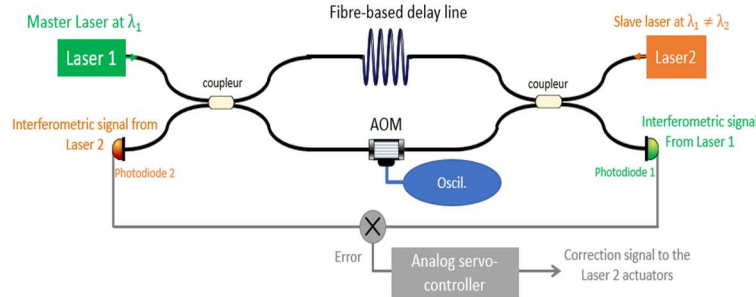 Fibre-based delay line
Master Laser at λ₁
Slave laser at λ₁ ≠ λ₂
Laser 1
Laser2
coupleur
coupleur
Interferometric signal from
Laser 2
AOM
Interferometric signal
From Laser 1
Photodiode 2
Oscil.
Photodiode 1
X
Error
Analog servo-
controller
Correction signal to the
Laser 2 actuators